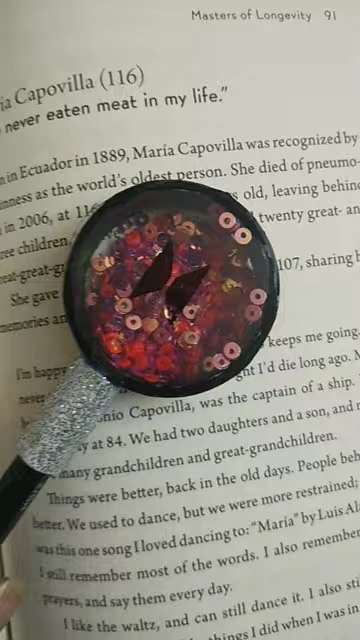 Masters of Longevity 91
ía Capovilla (116)
never eaten meat in my life.”
in Ecuador in 1889, María Capovilla was recognized by
inness as the world’s oldest person. She died of pneumo-
in 2006, at 116 s old, leaving behin
ree children, twenty great- an
eat-great-g 107, sharing h
She gave
memories an
keeps me going.
I’m happy ght I’d die long ago. M
never
onio Capovilla, was the captain of a ship.
y at 84. We had two daughters and a son, and n
many grandchildren and great-grandchildren.
Things were better, back in the old days. People beh
better. We used to dance, but we were more restrained;
was this one song I loved dancing to: “María” by Luis Al
I still remember most of the words. I also remember
prayers, and say them every day.
I like the waltz, and can still dance it. I also sti
things I did when I was in